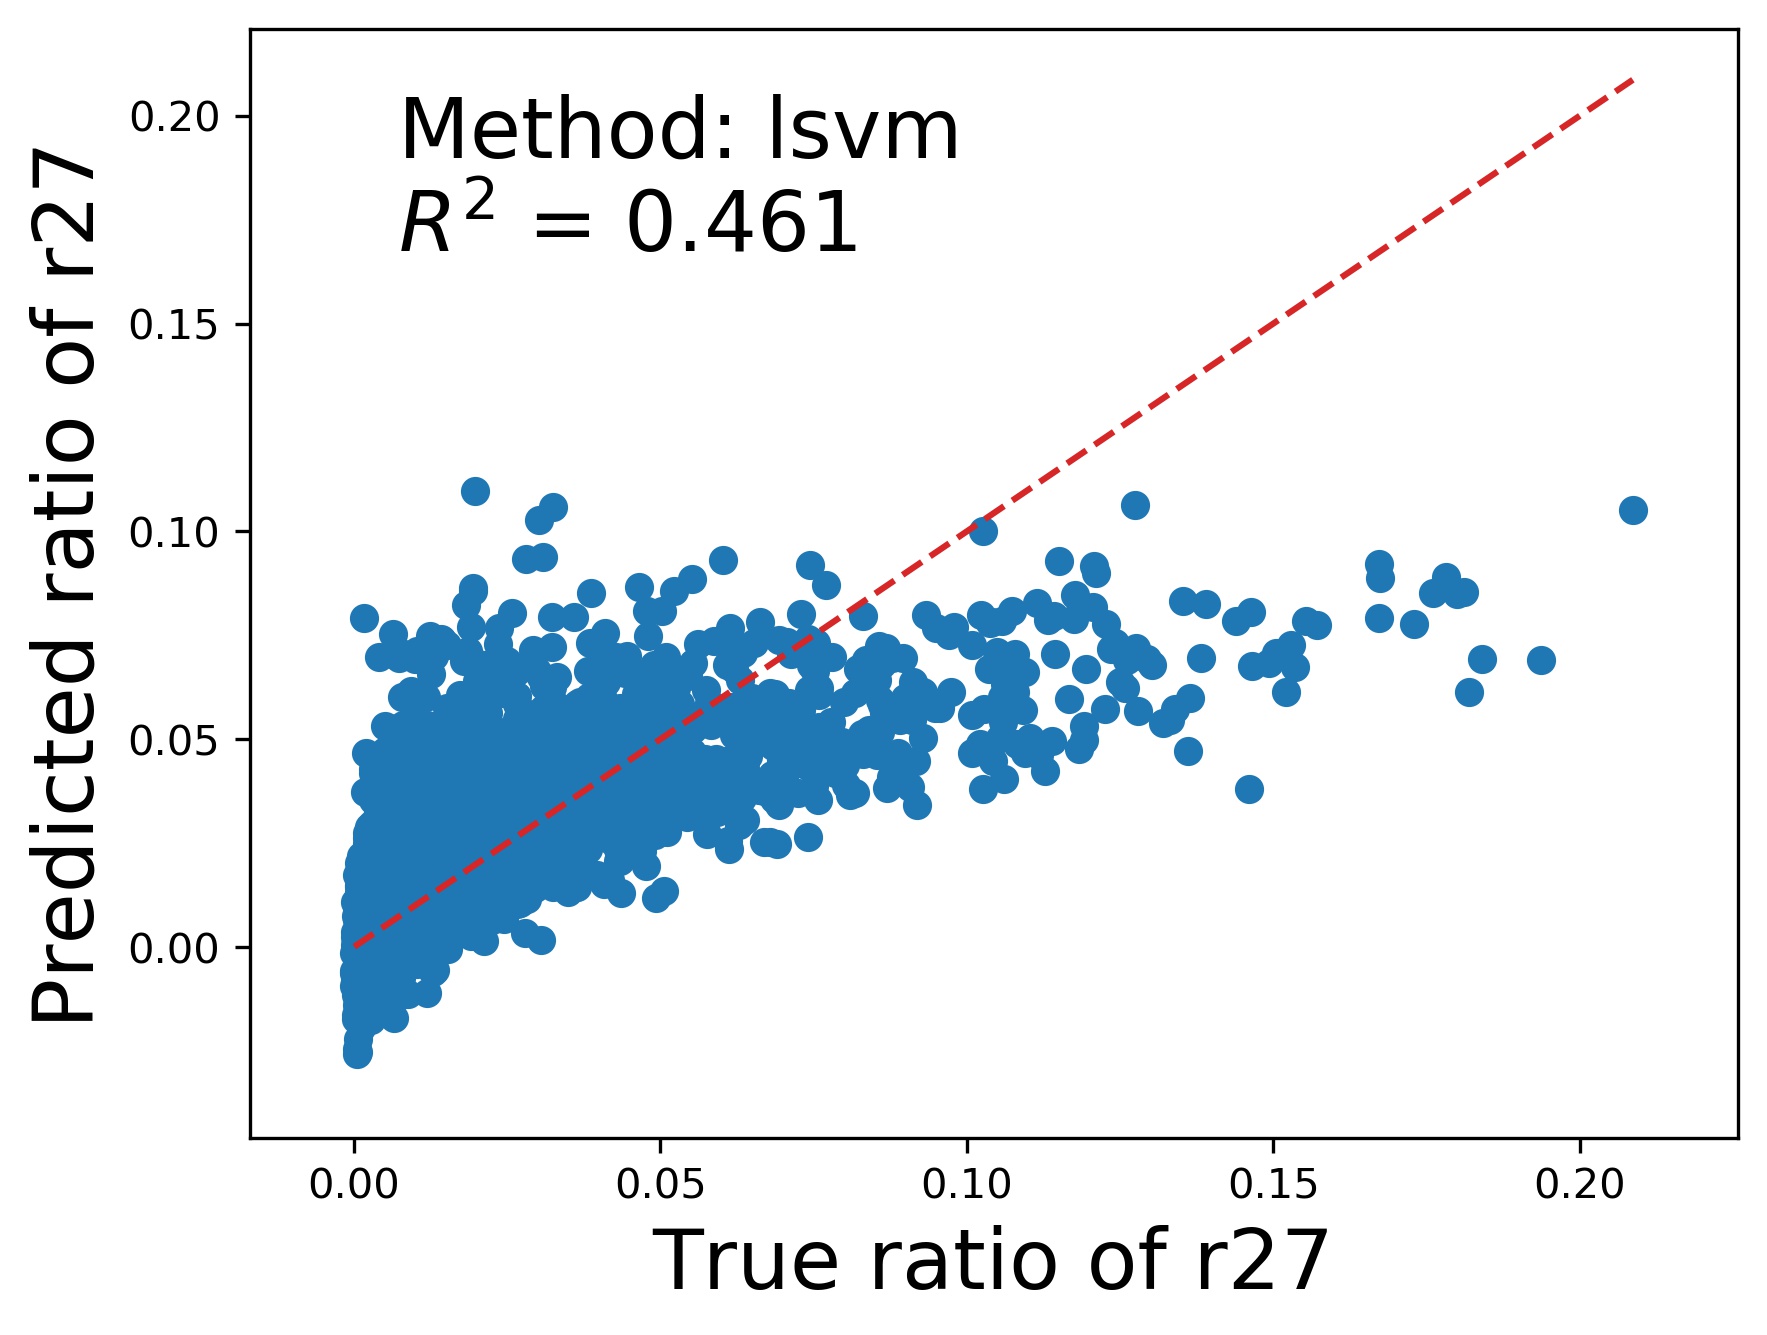 Method: lsvm
R² = 0.461
Predicted ratio of r27
0.20
0.15
0.10
0.05
0.00
0.00 0.05 0.10 0.15 0.20
True ratio of r27